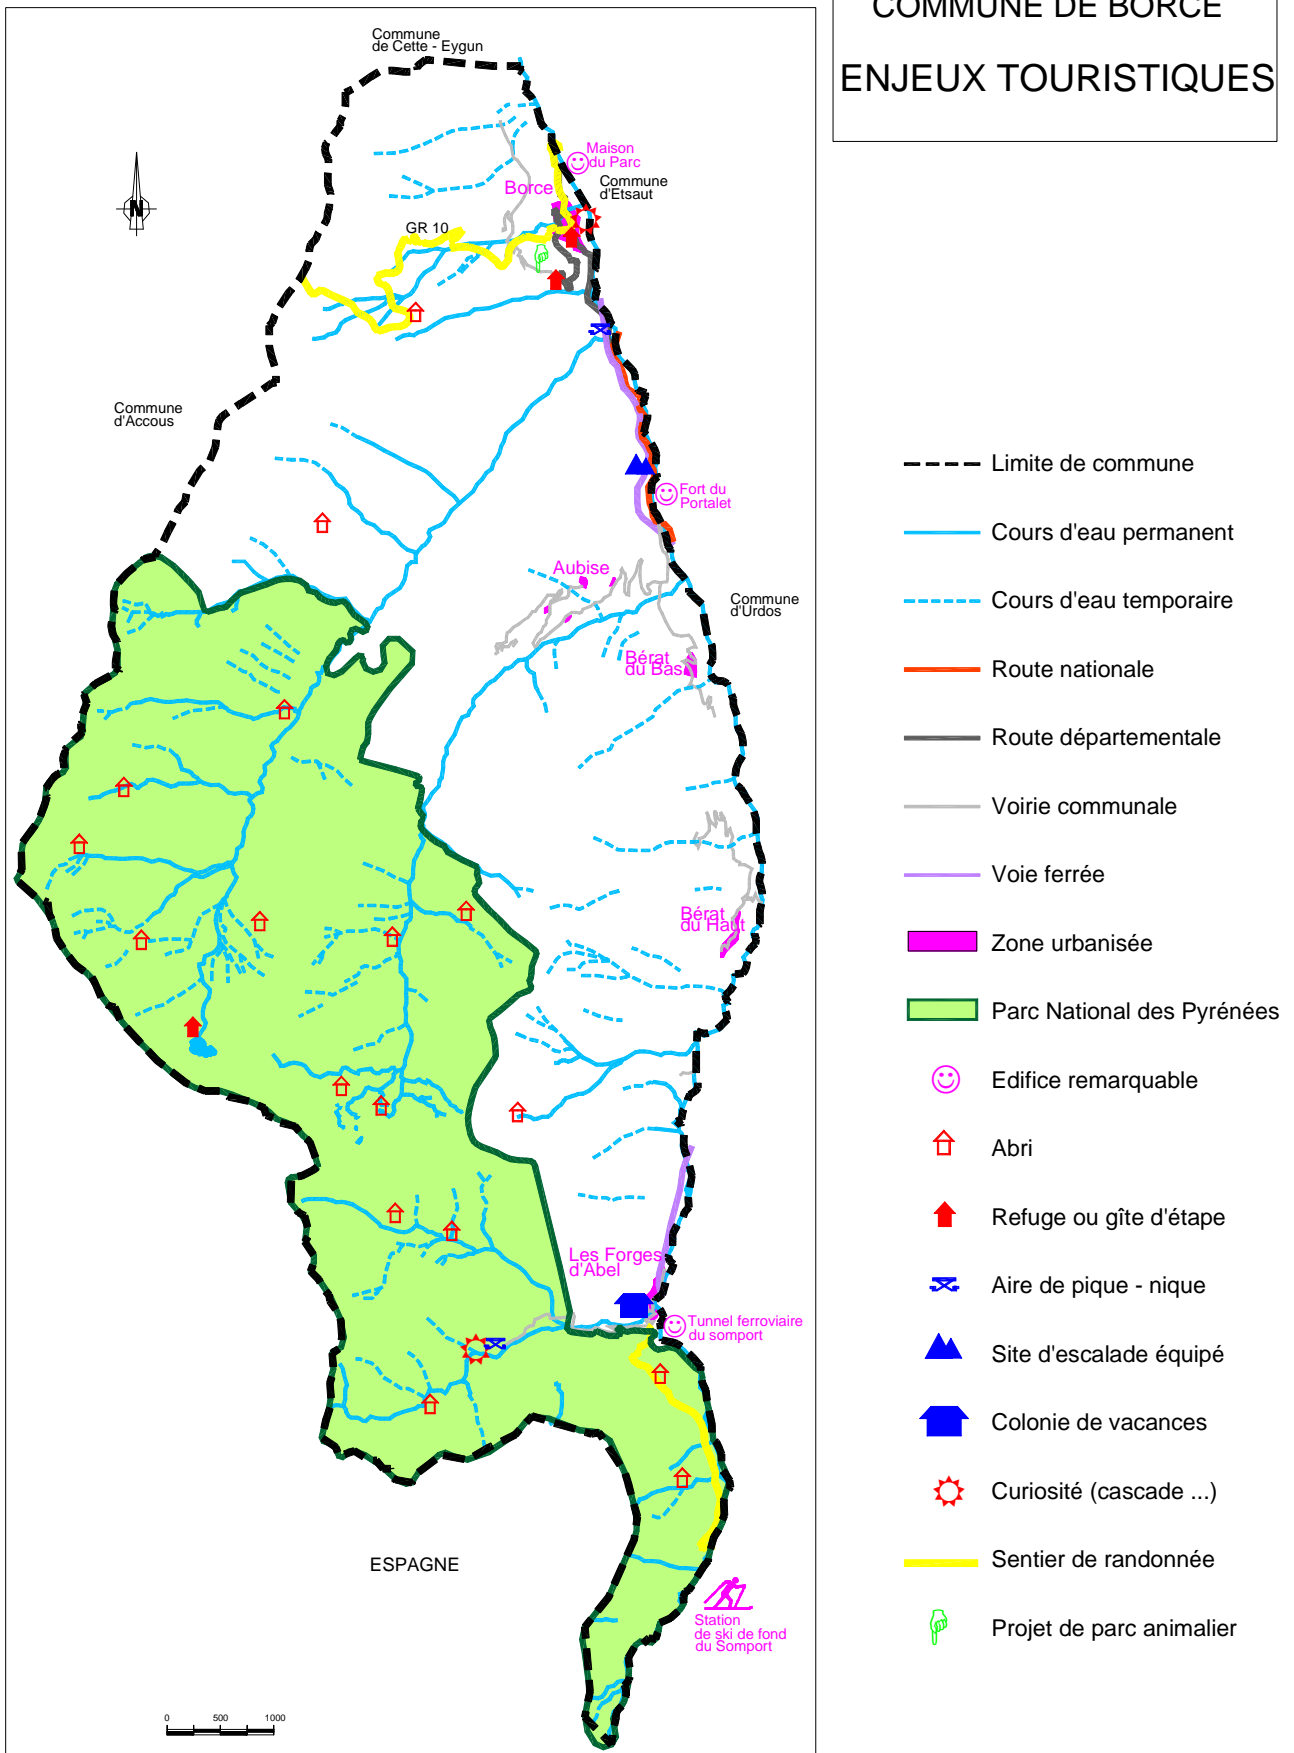 COMMUNE DE BORCE
ENJEUX TOURISTIQUES
Commune
de Cette - Eygun
Maison
du Parc
Commune
d'Etsaut
Borce
GR 10
N
Commune
d'Accous
Fort du
Portalet
Aubise
Commune
d'Urdos
Bérat
du Bas
Bérat
du Haut
Les Forges
d'Abel
Tunnel ferroviaire
du somport
ESPAGNE
Station
de ski de fond
du Somport
0 500 1000
Limite de commune
Cours d'eau permanent
Cours d'eau temporaire
Route nationale
Route départementale
Voirie communale
Voie ferrée
Zone urbanisée
Parc National des Pyrénées
Edifice remarquable
Abri
Refuge ou gîte d'étape
Aire de pique - nique
Site d'escalade équipé
Colonie de vacances
Curiosité (cascade ...)
Sentier de randonnée
Projet de parc animalier